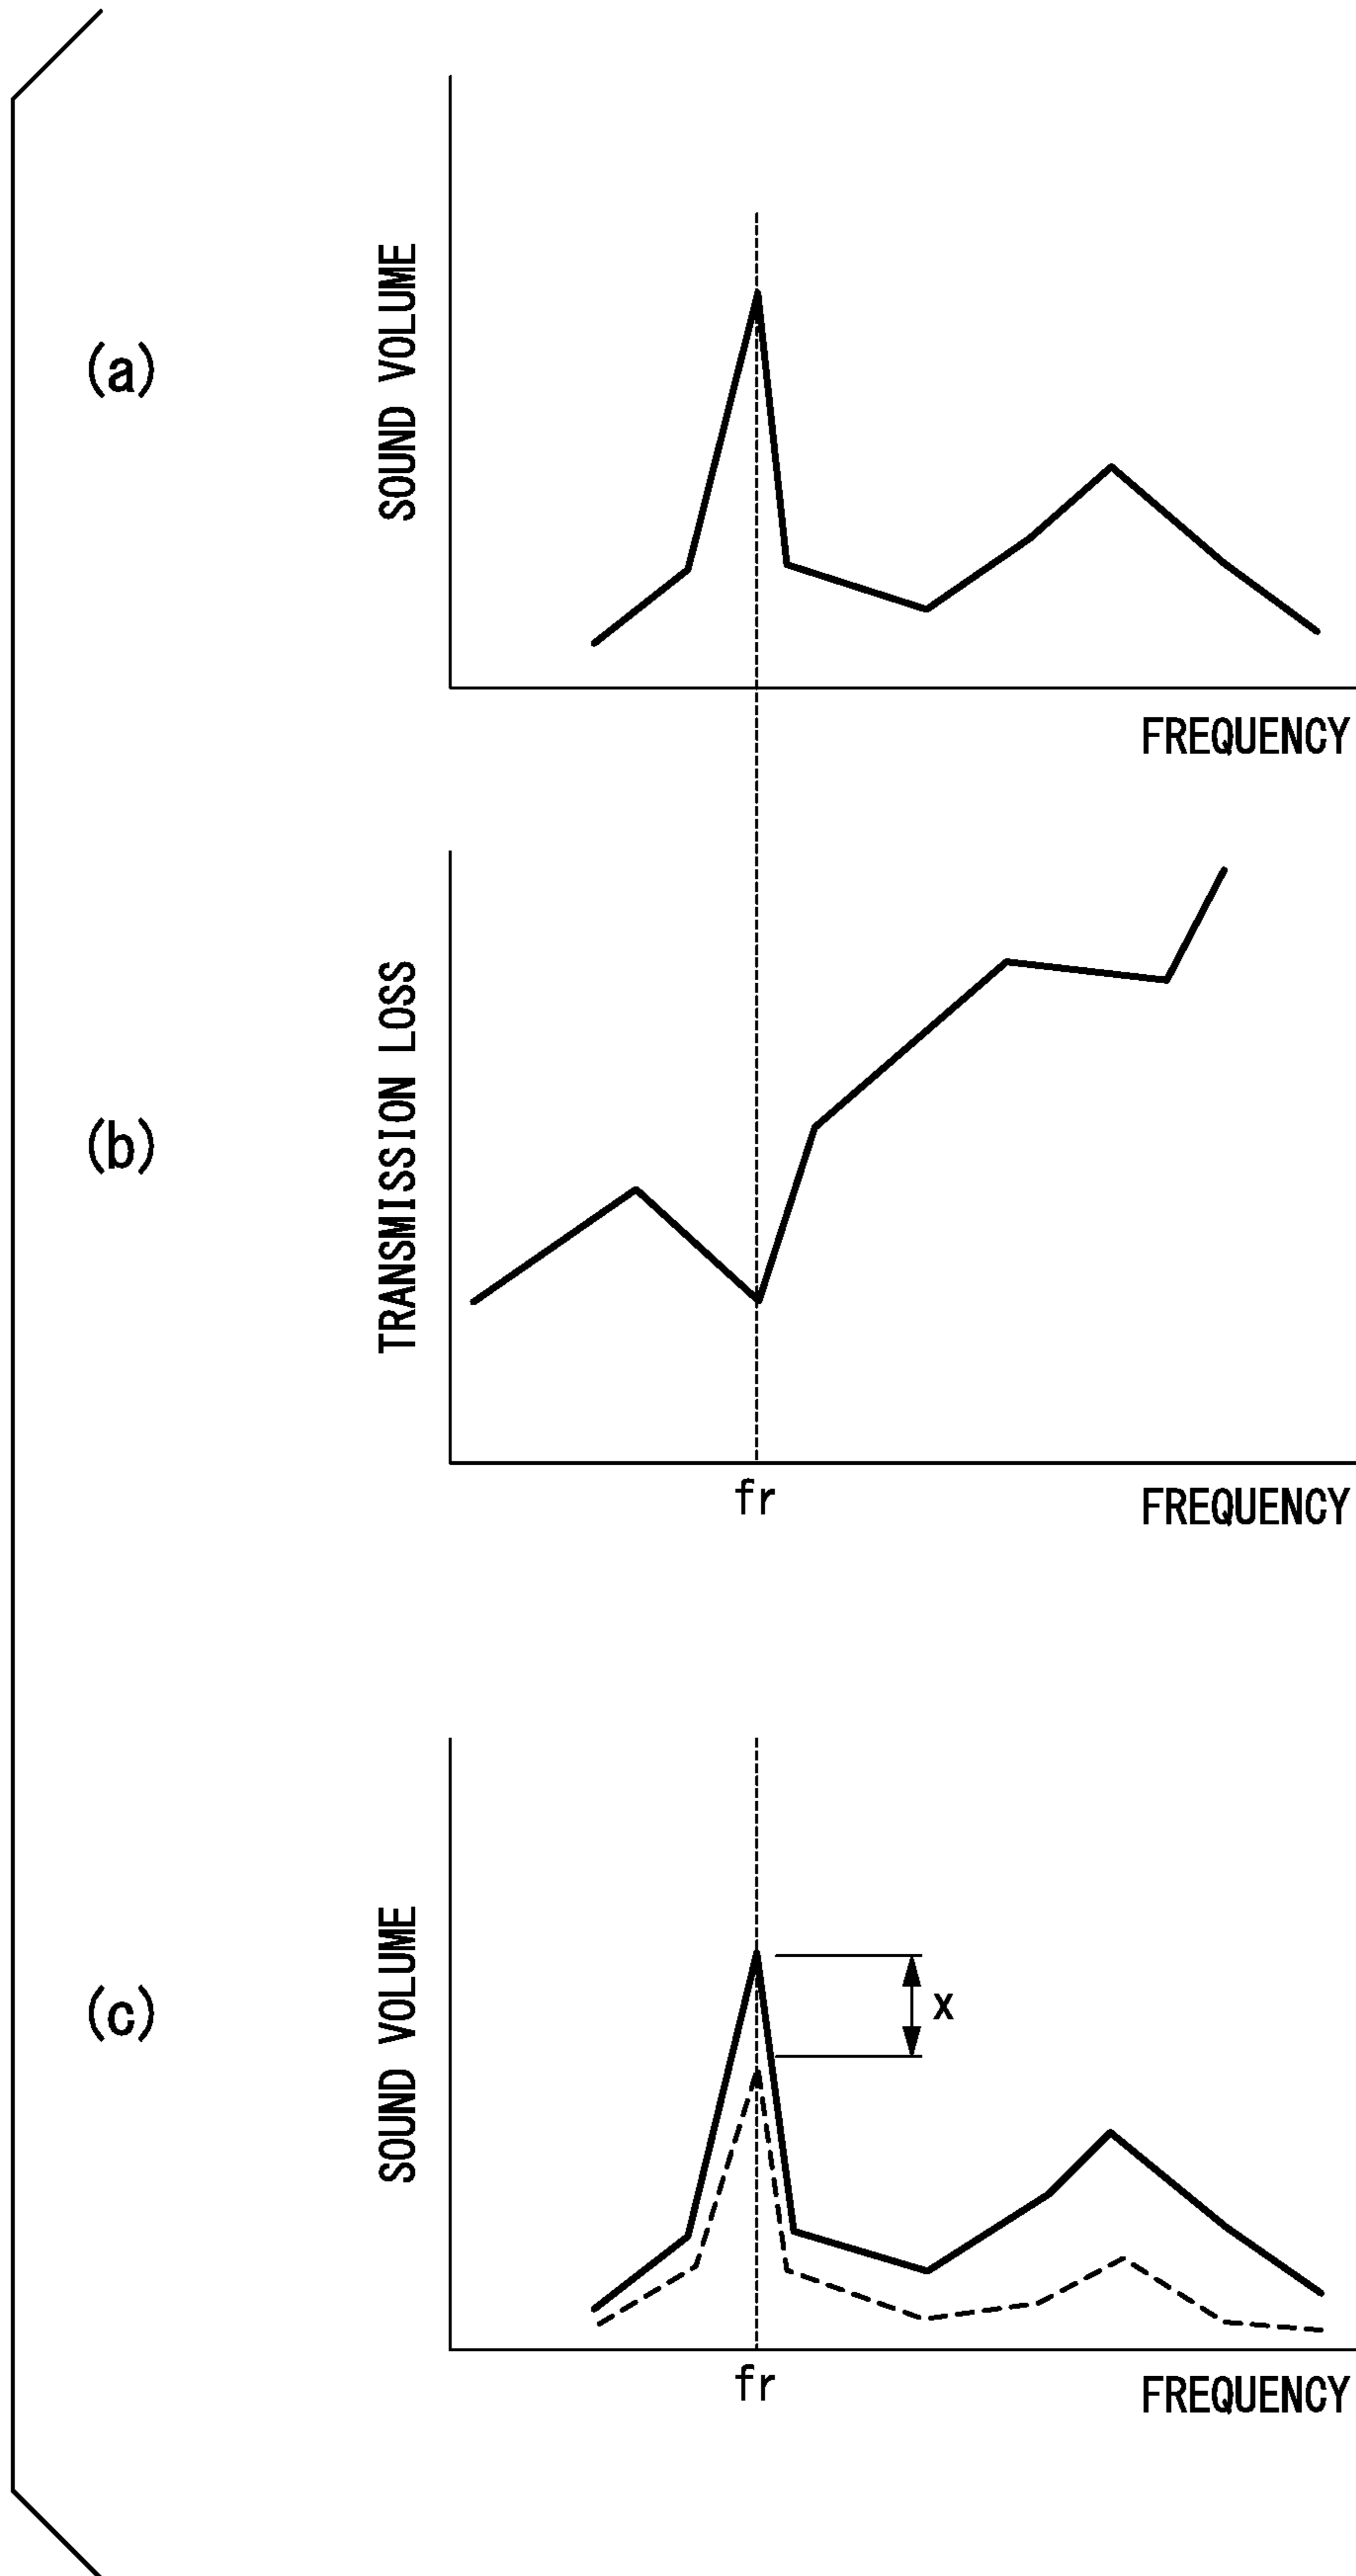 (a)
SOUND VOLUME
FREQUENCY
(b)
TRANSMISSION LOSS
fr
FREQUENCY
(c)
SOUND VOLUME
x
fr
FREQUENCY